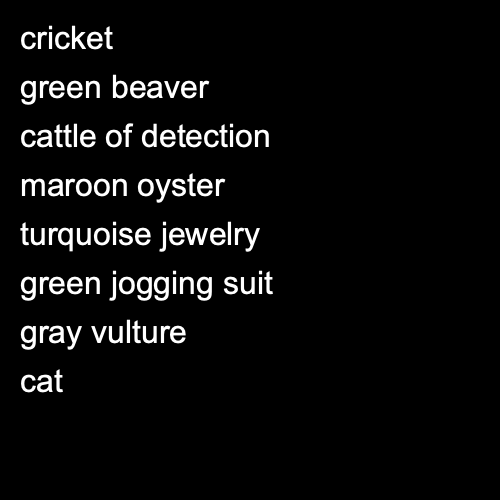 cricket
green beaver
cattle of detection
maroon oyster
turquoise jewelry
green jogging suit
gray vulture
cat